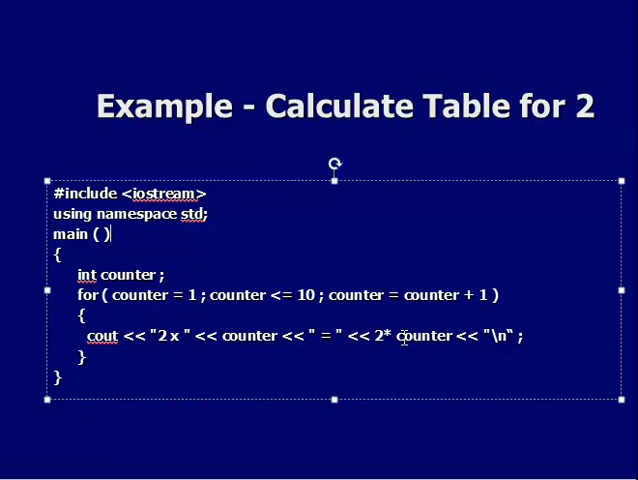 Example - Calculate Table for 2
#include <iostream>
using namespace std;
main ( )
{
int counter ;
for ( counter = 1 ; counter <= 10 ; counter = counter + 1 )
{
cout << "2 x " << counter << " = " << 2* counter << "\n“ ;
}
}